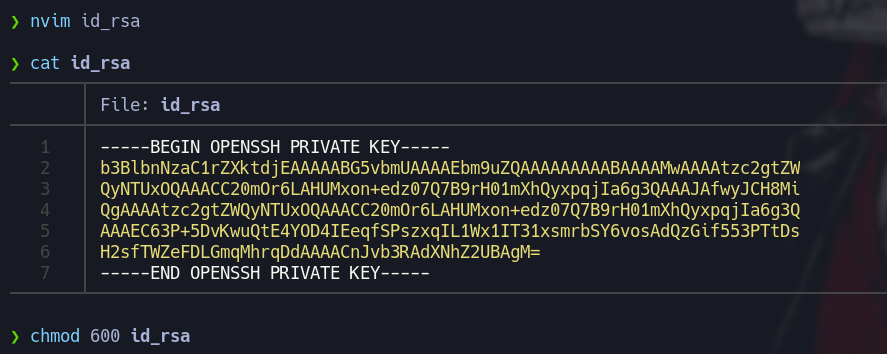 ❯ nvim id_rsa
❯ cat id_rsa
File: id_rsa
1 -----BEGIN OPENSSH PRIVATE KEY-----
2 b3BlbnNzaC1rZXktdjEAAAAABG5vbmUAAAAEbm9uZQAAAAAAAAABAAAAMwAAAAtzc2gtZW
3 QyNTUxOQAAACC20mOr6LAHUMxon+edz07Q7B9rH01mXhQyxpqjIa6g3QAAAJAfwyJCH8Mi
4 QgAAAAtzc2gtZWQyNTUxOQAAACC20mOr6LAHUMxon+edz07Q7B9rH01mXhQyxpqjIa6g3Q
5 AAAEC63P+5DvKwuQtE4YOD4IEeqfSPszxqIL1Wx1IT31xsmrbSY6vosAdQzGif553PTtDs
6 H2sfTWZeFDLGmqMhrqDdAAAACnJvb3RAdXNhZ2UBAgM=
7 -----END OPENSSH PRIVATE KEY-----
❯ chmod 600 id_rsa